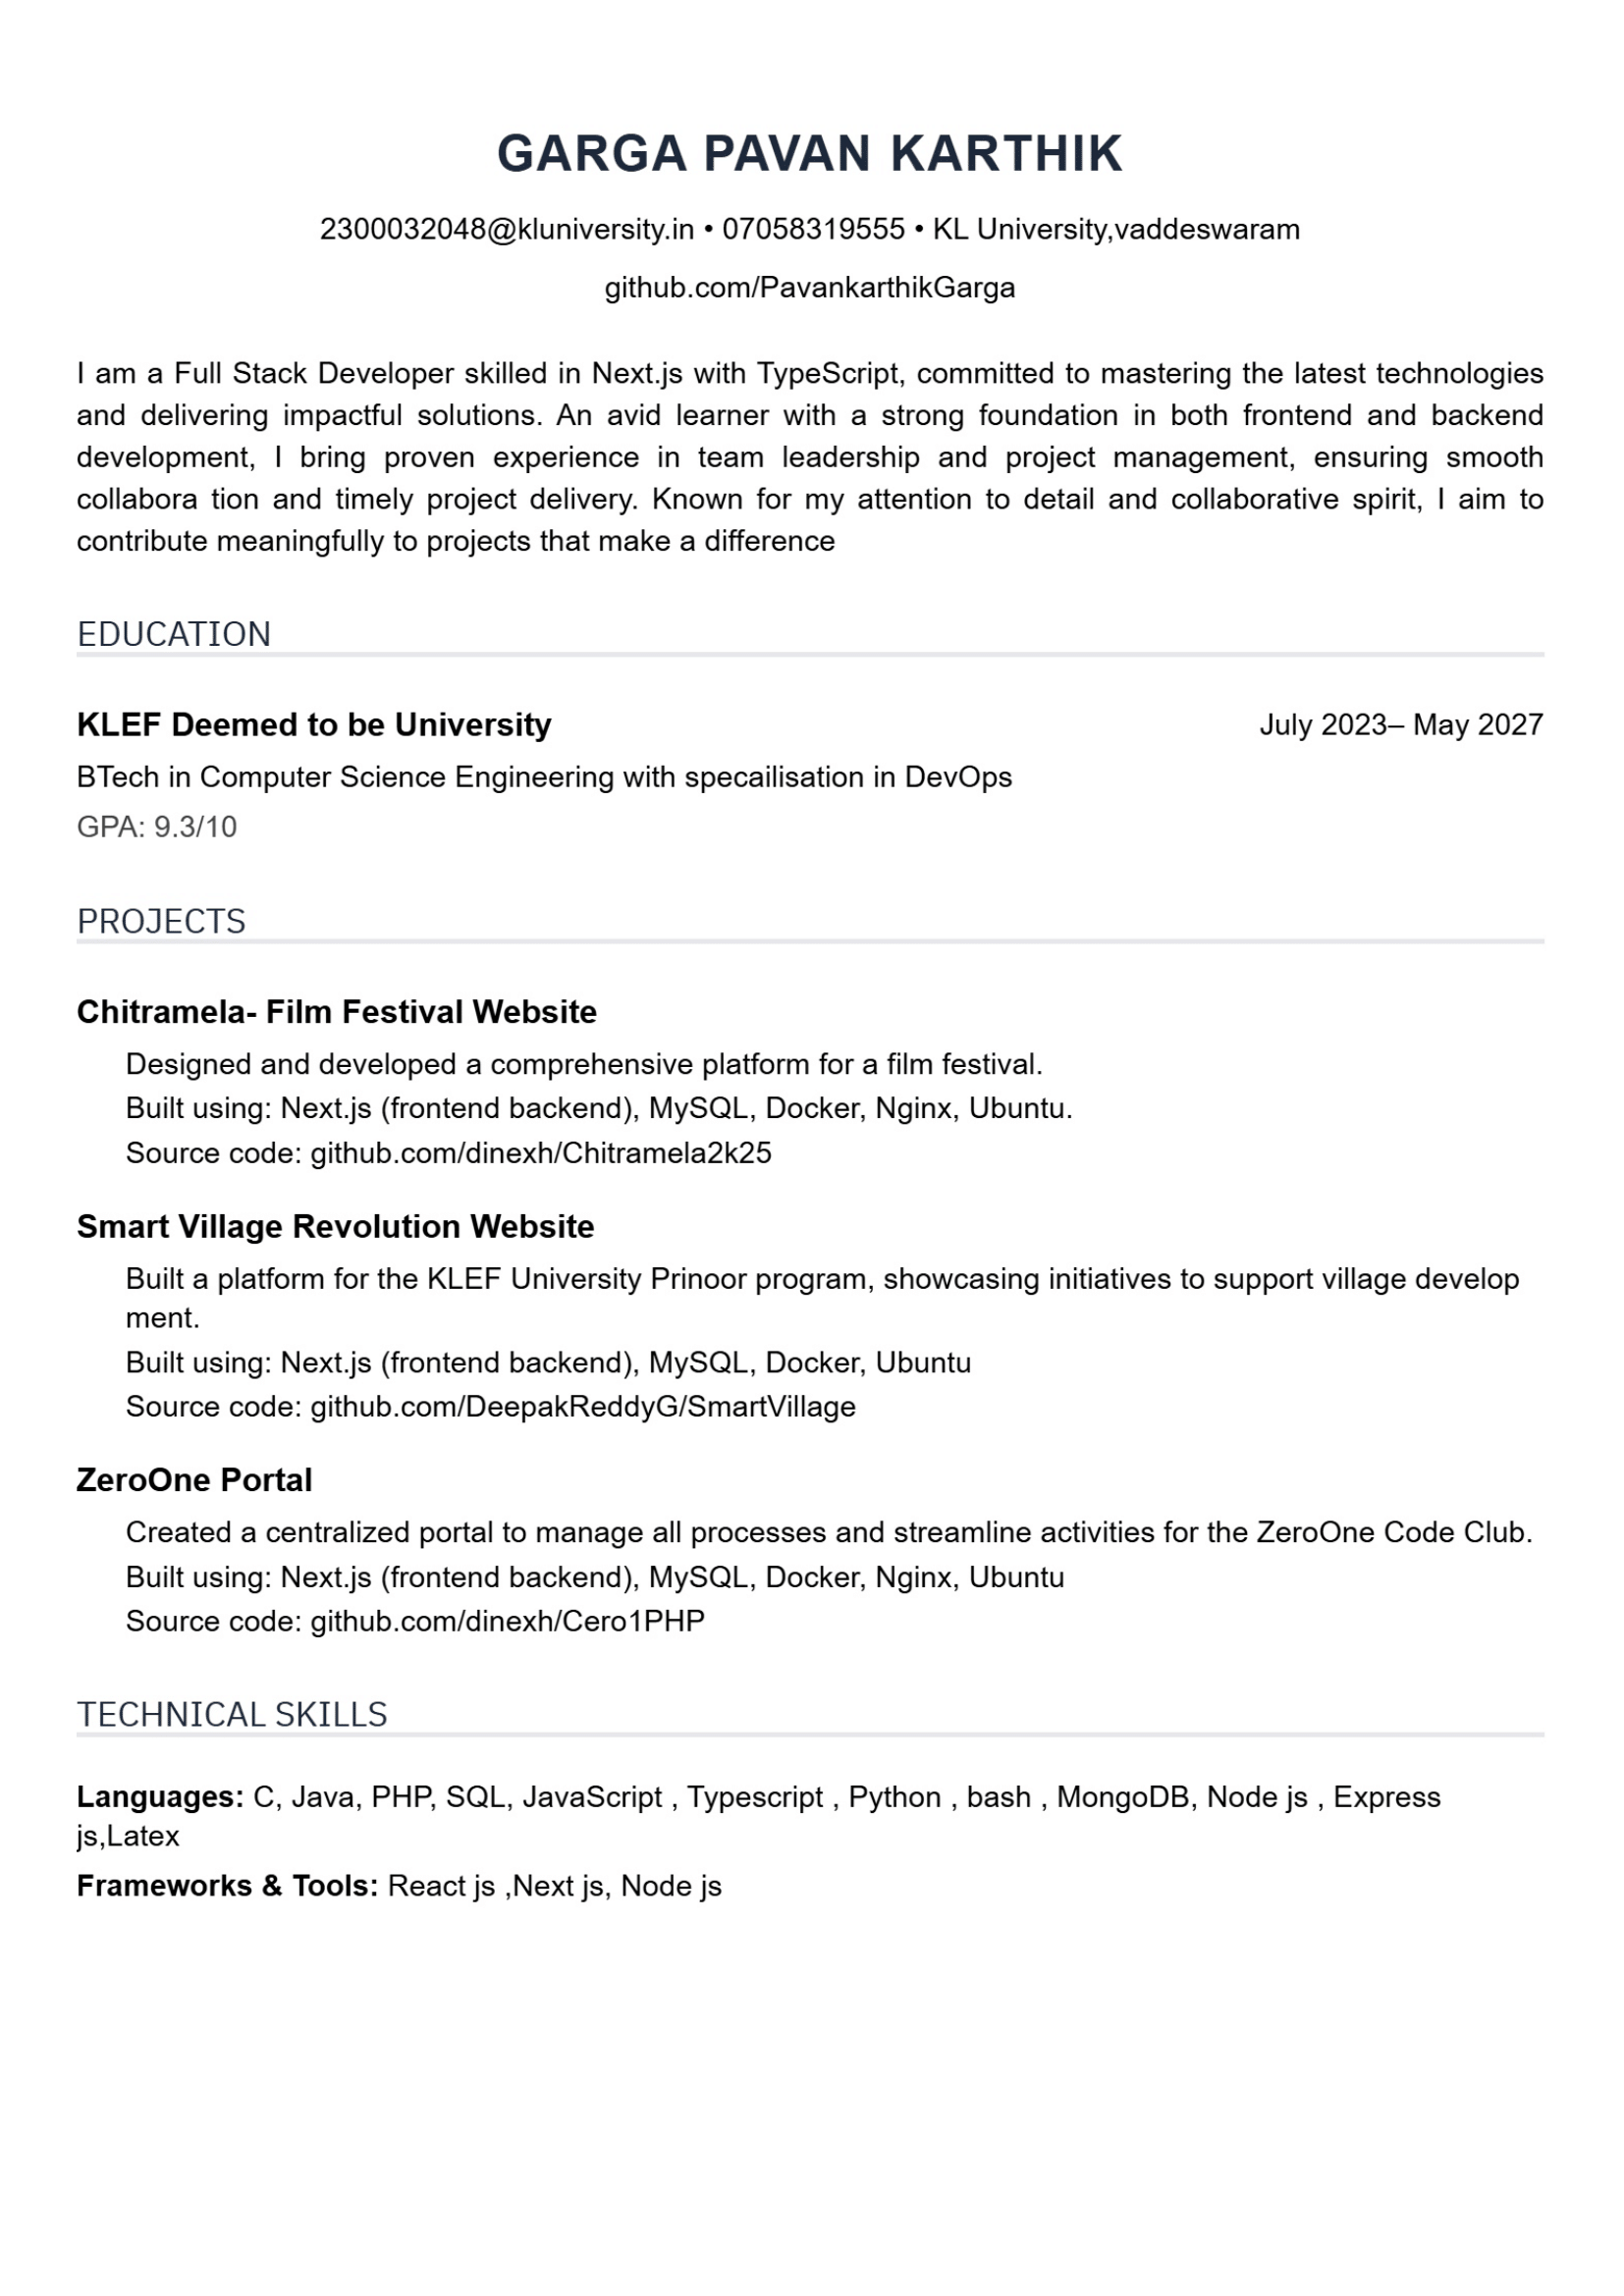 GARGA PAVAN KARTHIK
2300032048@kluniversity.in • 07058319555 • KL University,vaddeswaram
github.com/PavankarthikGarga
I am a Full Stack Developer skilled in Next.js with TypeScript, committed to mastering the latest technologies
and delivering impactful solutions. An avid learner with a strong foundation in both frontend and backend
development, I bring proven experience in team leadership and project management, ensuring smooth
collabora tion and timely project delivery. Known for my attention to detail and collaborative spirit, I aim to
contribute meaningfully to projects that make a difference
EDUCATION
KLEF Deemed to be University July 2023– May 2027
BTech in Computer Science Engineering with specailisation in DevOps
GPA: 9.3/10
PROJECTS
Chitramela- Film Festival Website
Designed and developed a comprehensive platform for a film festival.
Built using: Next.js (frontend backend), MySQL, Docker, Nginx, Ubuntu.
Source code: github.com/dinexh/Chitramela2k25
Smart Village Revolution Website
Built a platform for the KLEF University Prinoor program, showcasing initiatives to support village develop
ment.
Built using: Next.js (frontend backend), MySQL, Docker, Ubuntu
Source code: github.com/DeepakReddyG/SmartVillage
ZeroOne Portal
Created a centralized portal to manage all processes and streamline activities for the ZeroOne Code Club.
Built using: Next.js (frontend backend), MySQL, Docker, Nginx, Ubuntu
Source code: github.com/dinexh/Cero1PHP
TECHNICAL SKILLS
Languages: C, Java, PHP, SQL, JavaScript , Typescript , Python , bash , MongoDB, Node js , Express
js,Latex
Frameworks & Tools: React js ,Next js, Node js